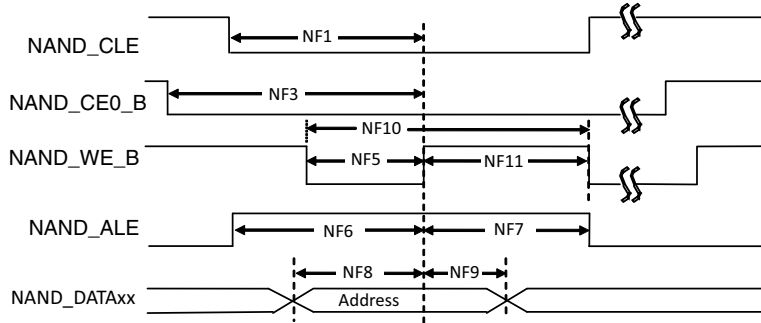 NAND_CLE
NF1
NAND_CE0_B
NF3
NF10
NAND_WE_B
NF5
NF11
NAND_ALE
NF6
NF7
NF8
NF9
NAND_DATAxx
Address